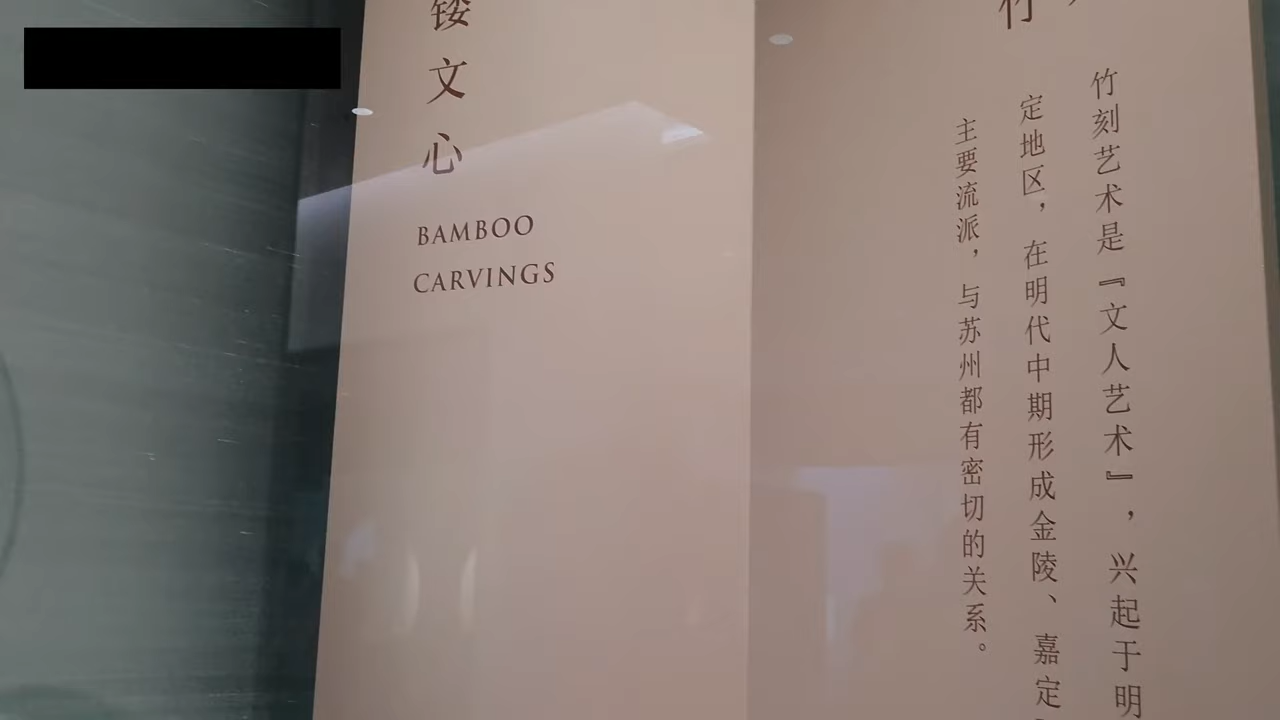 镂文心
BAMBOO
CARVINGS
竹
竹刻艺术是『文人艺术』，兴起于明
定地区，在明代中期形成金陵、嘉定
主要流派，与苏州都有密切的关系。